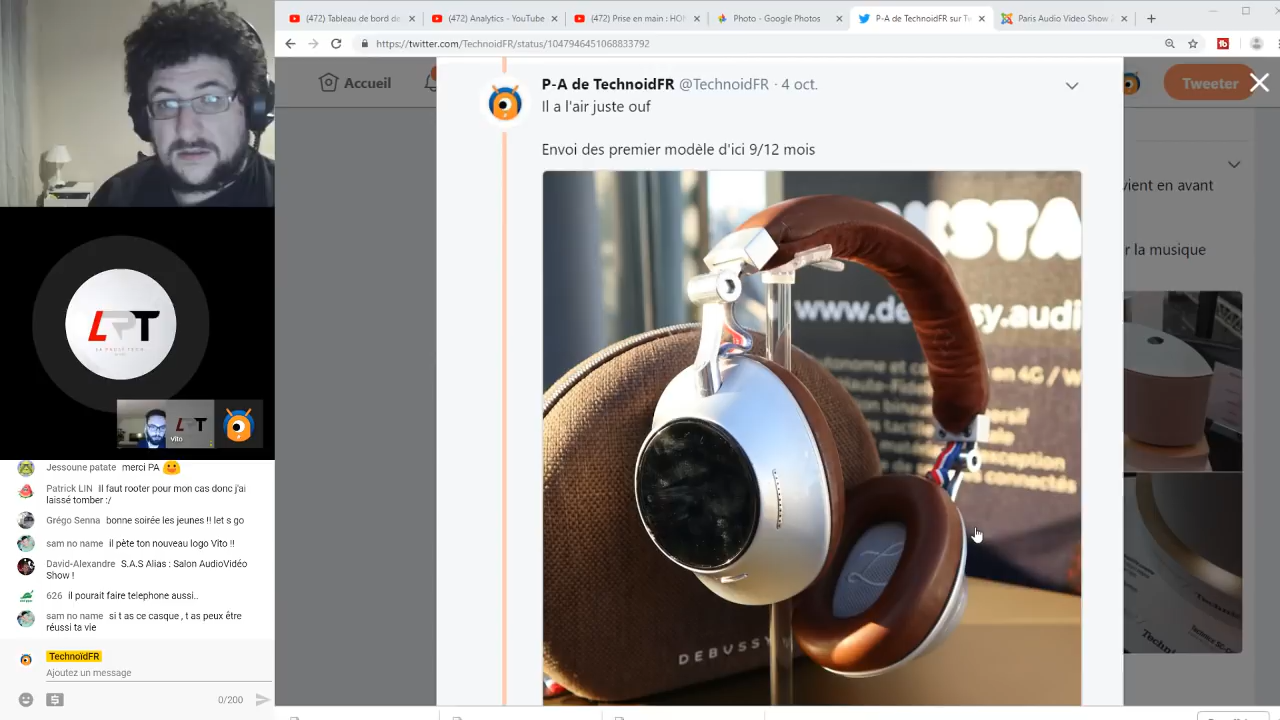 (472) Tableau de bord de
(472) Analytics - YouTube
(472) Prise en main : HO
Photo - Google Photos
P-A de TechnoidFR sur Tw
Paris Audio Video Show
https://twitter.com/TechnoidFR/status/1047946451068833792
Accueil
Tweeter
P-A de TechnoidFR @TechnoidFR · 4 oct.
Il a l'air juste ouf
Envoi des premier modèle d'ici 9/12 mois
vient en avant
r la musique
www.de sy.audi
en 4G / W
DEBUSSY
LRT
Vito
Jessoune patate merci PA
Patrick LIN Il faut rooter pour mon cas donc j'ai
laissé tomber :/
Grégo Senna bonne soirée les jeunes !! let s go
sam no name il pète ton nouveau logo Vito !!
David-Alexandre S.A.S Alias : Salon AudioVidéo
Show !
626 il pourait faire telephone aussi..
sam no name si t as ce casque , t as peux être
réussi ta vie
TechnoïdFR
Ajoutez un message
0/200